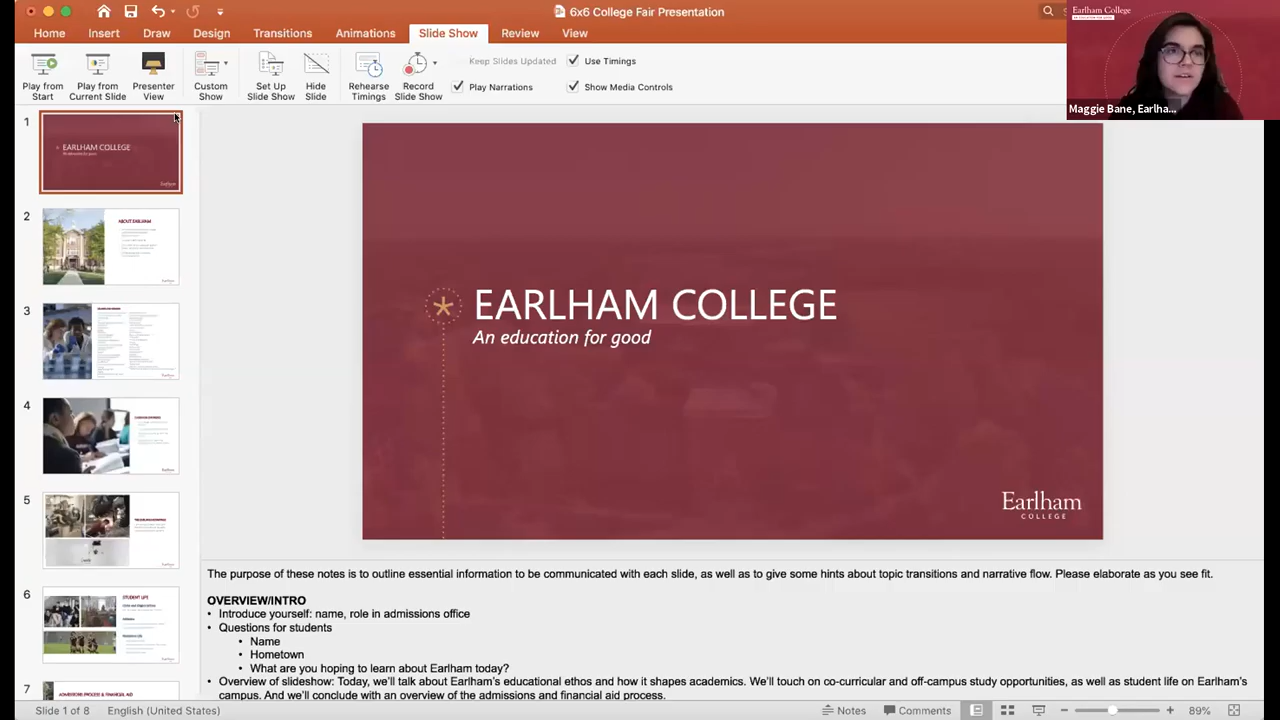 6x6 College Fair Presentation
Home Insert Draw Design Transitions Animations Slide Show Review View
Play from Start
Play from Current Slide
Presenter View
Custom Show
Set Up Slide Show
Hide Slide
Rehearse Timings
Record Slide Show
Keep Slides Updated
Use Timings
Play Narrations
Show Media Controls
Earlham College
Maggie Bane, Earlha...
1
EARLHAM COLLEGE
2
ABOUT EARLHAM
3
4
5
6
STUDENT LIFE
7
ADMISSIONS PROCESS & FINANCIAL AID
EARLHAM COLLEGE
An education for good
Earlham
COLLEGE
The purpose of these notes is to outline essential information to be communicated with each slide, as well as to give some hints about topic transitions and narrative flow. Please elaborate as you see fit.
OVERVIEW/INTRO
• Introduce yourself: name, role in admissions office
• Questions for students
• Name
• Hometown
• What are you hoping to learn about Earlham today?
• Overview of slideshow: Today, we'll talk about Earlham's educational ethos and how it shapes academics. We'll touch on co-curricular and off-campus study opportunities, as well as student life on Earlham's
campus. And we'll conclude with an overview of the admissions and financial aid process.
Slide 1 of 8 English (United States) Notes Comments 89%